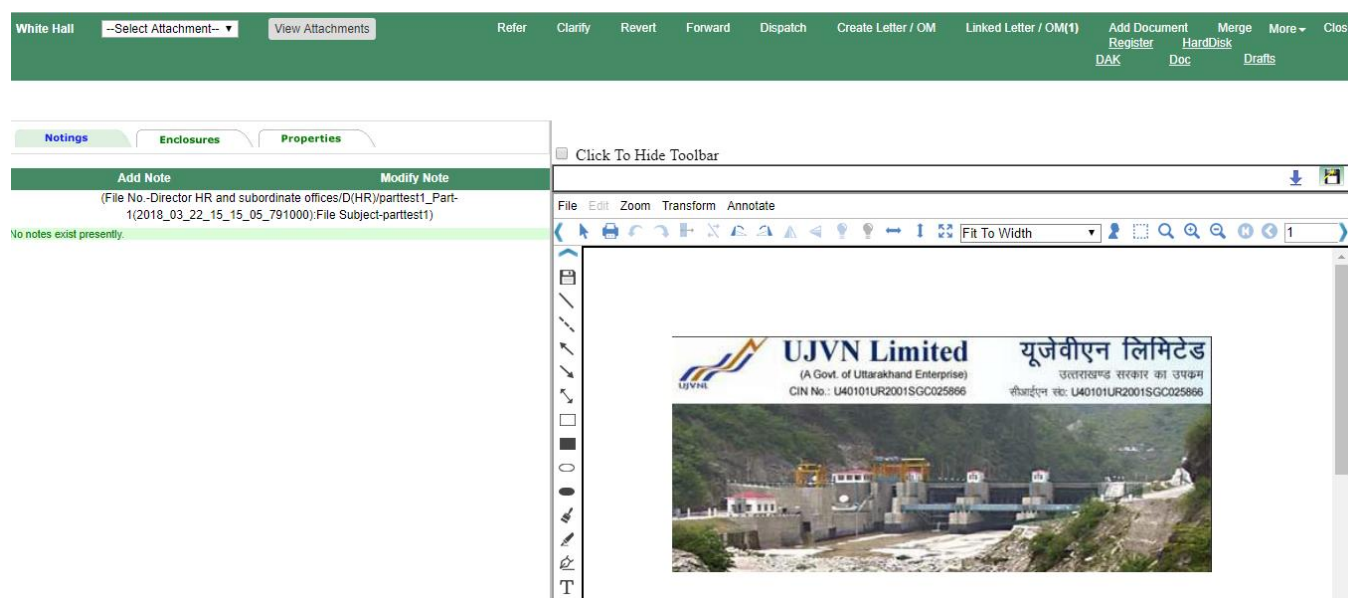 White Hall --Select Attachment-- View Attachments Refer Clarify Revert Forward Dispatch Create Letter / OM Linked Letter / OM(1) Add Document Merge More Clos
Register HardDisk
DAK Doc Drafts
Notings Enclosures Properties
Click To Hide Toolbar
Add Note Modify Note
(File No.-Director HR and subordinate offices/D(HR)/parttest1_Part-
1(2018_03_22_15_15_05_791000):File Subject-parttest1)
No notes exist presently.
File Edit Zoom Transform Annotate
Fit To Width 1
UJVN Limited यूजेवीएन लिमिटेड
(A Govt. of Uttarakhand Enterprise) उत्तराखण्ड सरकार का उपक्रम
UJVNL CIN No.: U40101UR2001SGC025866 सीआईएन सं: U40101UR2001SGC025866
T